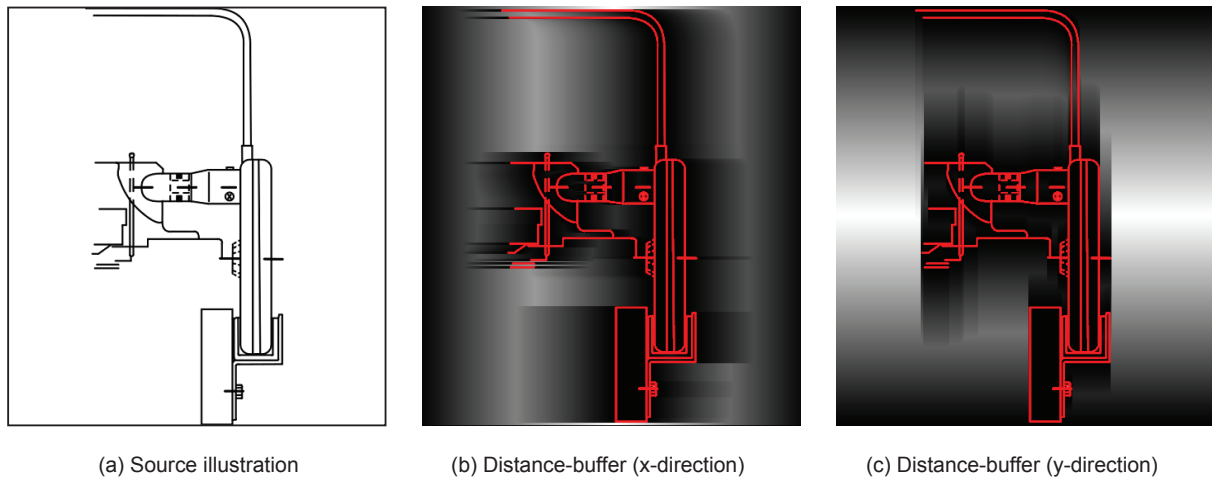 (a) Source illustration
(b) Distance-buffer (x-direction)
(c) Distance-buffer (y-direction)